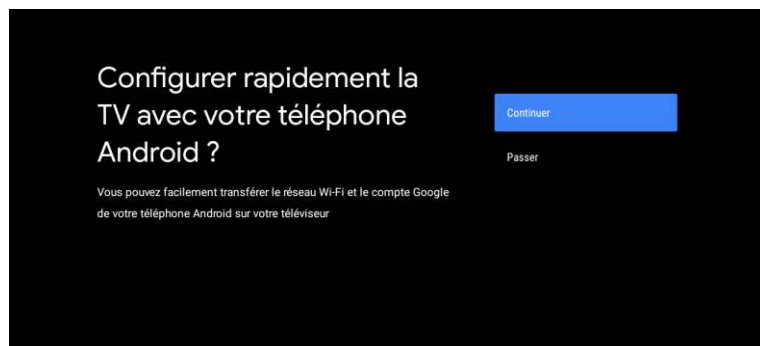 Configurer rapidement la
TV avec votre téléphone
Android ?
Vous pouvez facilement transférer le réseau Wi-Fi et le compte Google
de votre téléphone Android sur votre téléviseur
Continuer
Passer